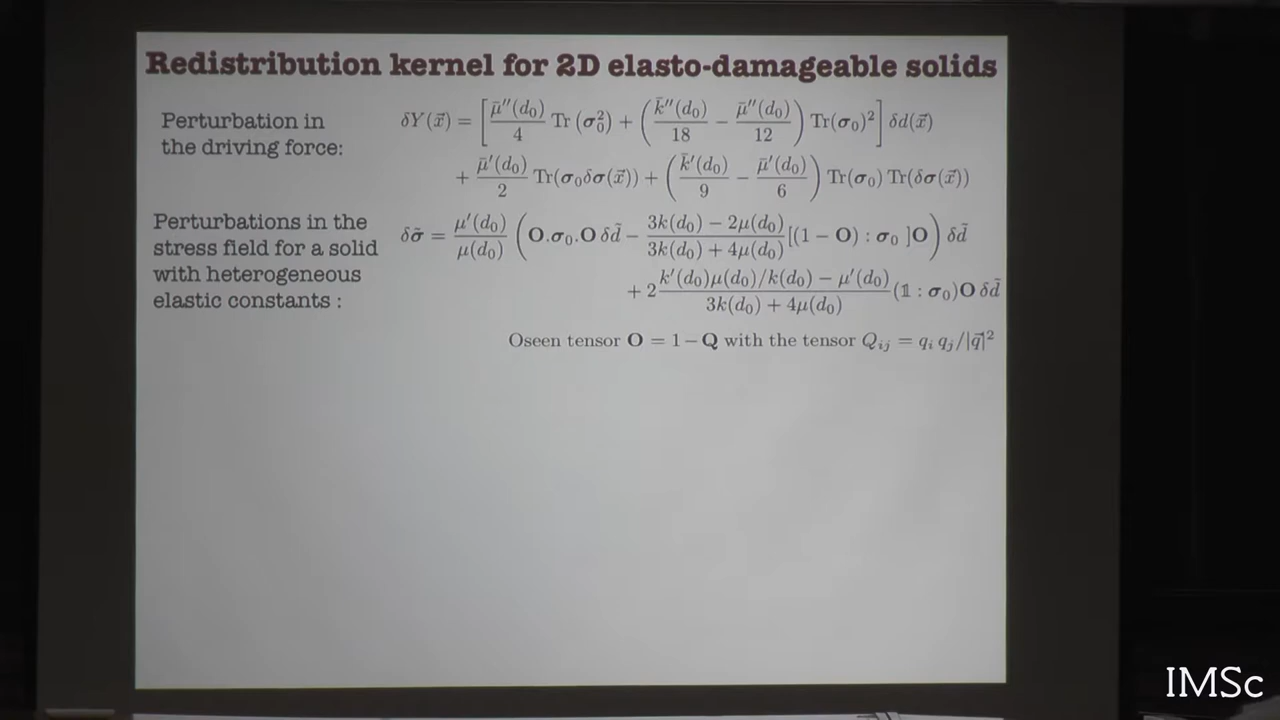 Redistribution kernel for 2D elasto-damageable solids
Perturbation in
the driving force:
δY(x⃗) = [ μ̄''(d₀)/4 Tr (σ₀²) + ( k̄''(d₀)/18 − μ̄''(d₀)/12 ) Tr(σ₀)² ] δd(x⃗)
+ μ̄'(d₀)/2 Tr(σ₀δσ(x⃗)) + ( k̄'(d₀)/9 − μ̄'(d₀)/6 ) Tr(σ₀) Tr(δσ(x⃗))
Perturbations in the
stress field for a solid
with heterogeneous
elastic constants :
δσ̃ = μ'(d₀)/μ(d₀) ( O.σ₀.O δd̃ − (3k(d₀) − 2μ(d₀))/(3k(d₀) + 4μ(d₀)) [(1 − O) : σ₀ ]O ) δd̃
+ 2 (k'(d₀)μ(d₀)/k(d₀) − μ'(d₀))/(3k(d₀) + 4μ(d₀)) (𝟙 : σ₀)O δd̃
Oseen tensor O = 1 − Q with the tensor Qᵢⱼ = qᵢ qⱼ/|q⃗|²
IMSc